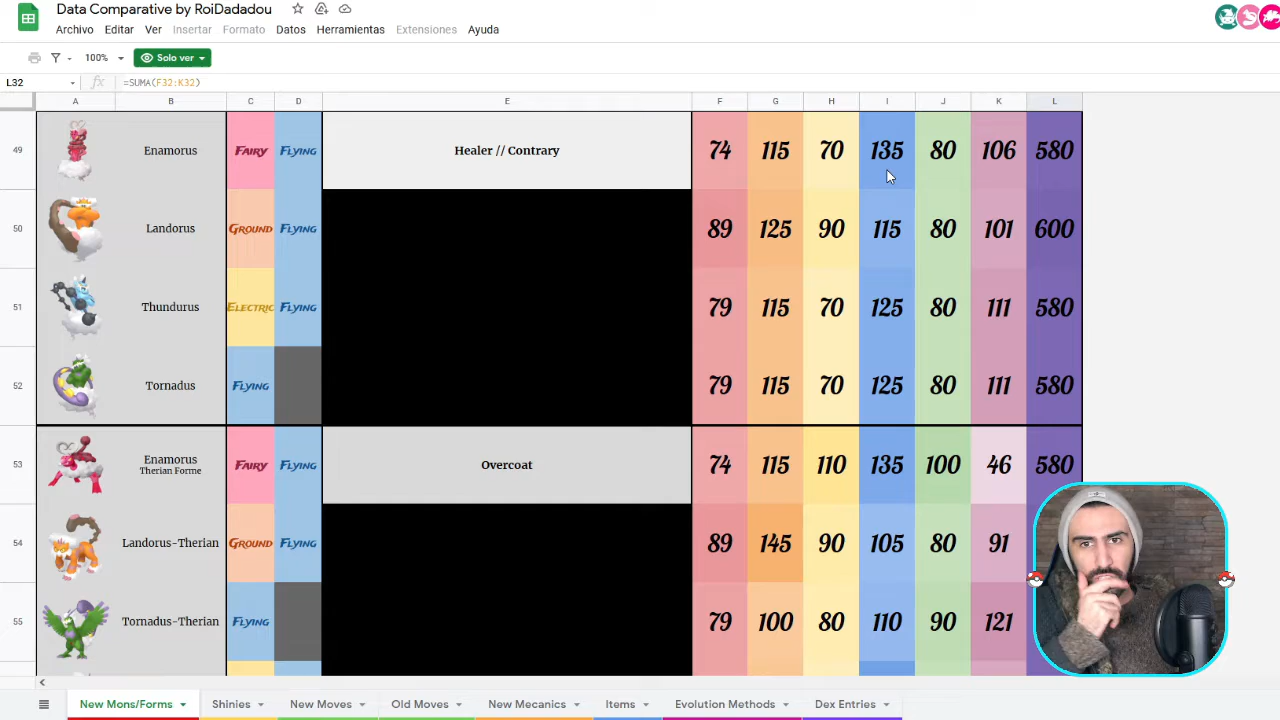 Data Comparative by RoiDadadou
Archivo Editar Ver Insertar Formato Datos Herramientas Extensiones Ayuda
100% Solo ver
L32 fx =SUMA(F32:K32)
A B C D E F G H I J K L
49 Enamorus FAIRY FLYING Healer // Contrary 74 115 70 135 80 106 580
50 Landorus GROUND FLYING 89 125 90 115 80 101 600
51 Thundurus ELECTRIC FLYING 79 115 70 125 80 111 580
52 Tornadus FLYING 79 115 70 125 80 111 580
53 Enamorus FAIRY FLYING Overcoat 74 115 110 135 100 46 580
Therian Forme
54 Landorus-Therian GROUND FLYING 89 145 90 105 80 91
55 Tornadus-Therian FLYING 79 100 80 110 90 121
New Mons/Forms Shinies New Moves Old Moves New Mecanics Items Evolution Methods Dex Entries